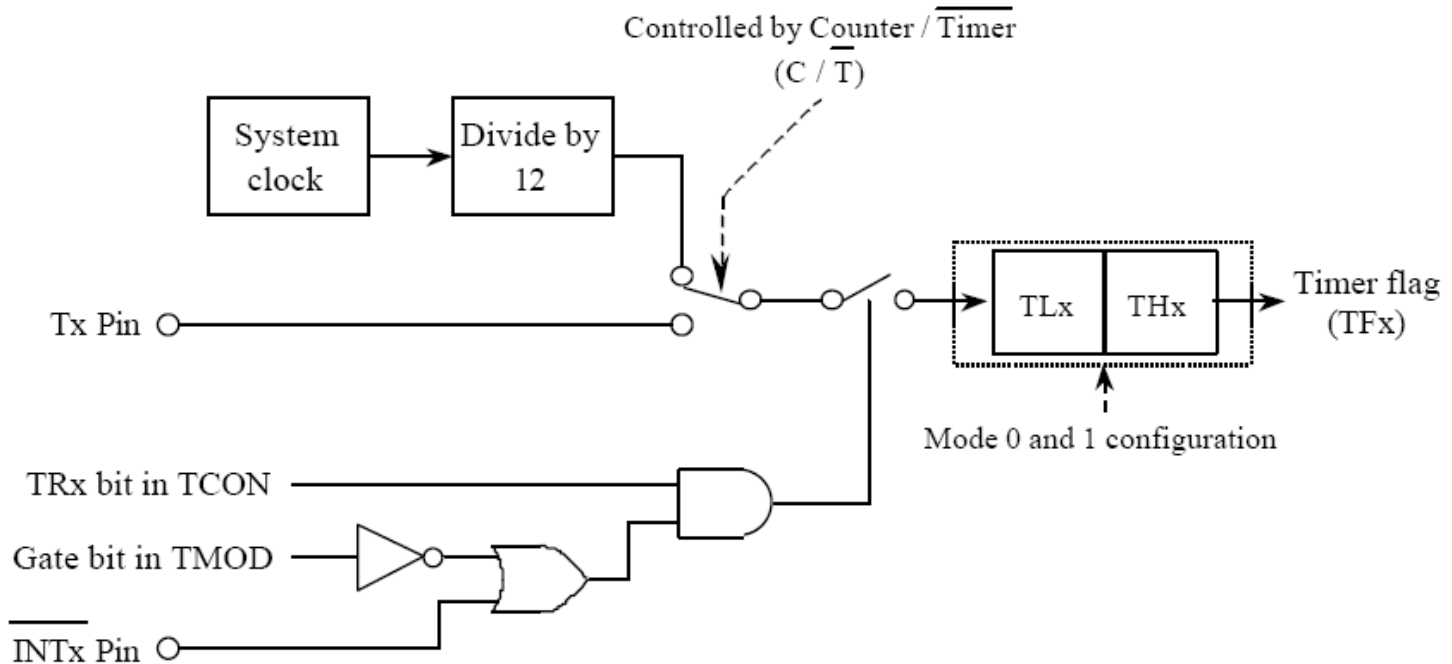 Controlled by Counter / Timer
(C / T)
System
clock
Divide by
12
Tx Pin
TLx
THx
Timer flag
(TFx)
Mode 0 and 1 configuration
TRx bit in TCON
Gate bit in TMOD
INTx Pin